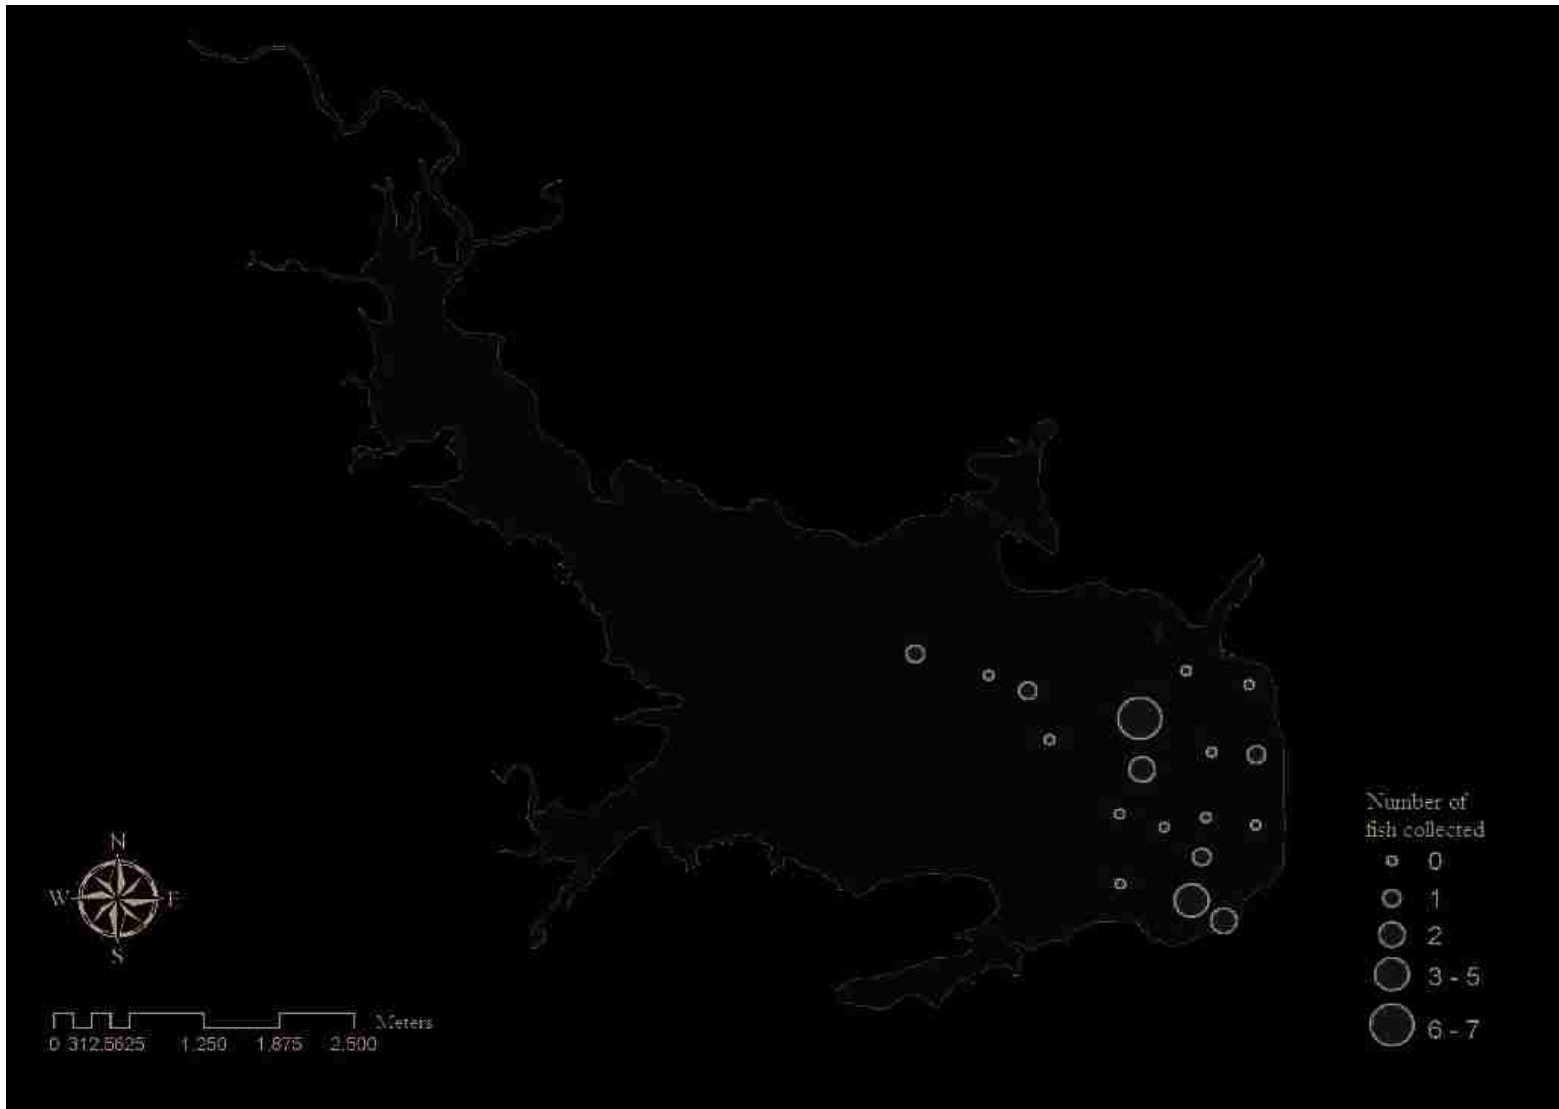 Number of
fish collected
0
1
2
3 - 5
6 - 7
N
W E
S
Meters
0 312.5625 1,250 1,875 2,500